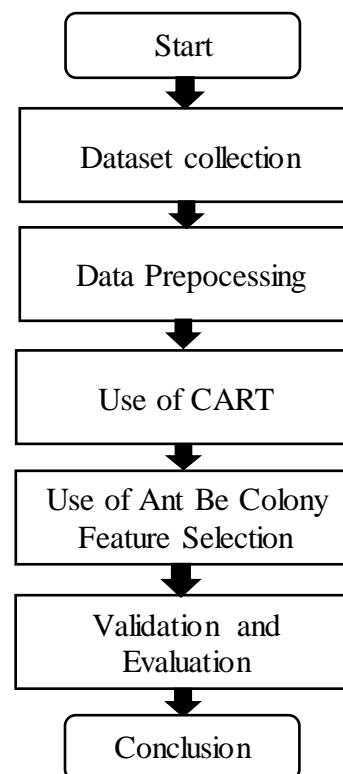 Start
Dataset collection
Data Prepocessing
Use of CART
Use of Ant Be Colony
Feature Selection
Validation and
Evaluation
Conclusion